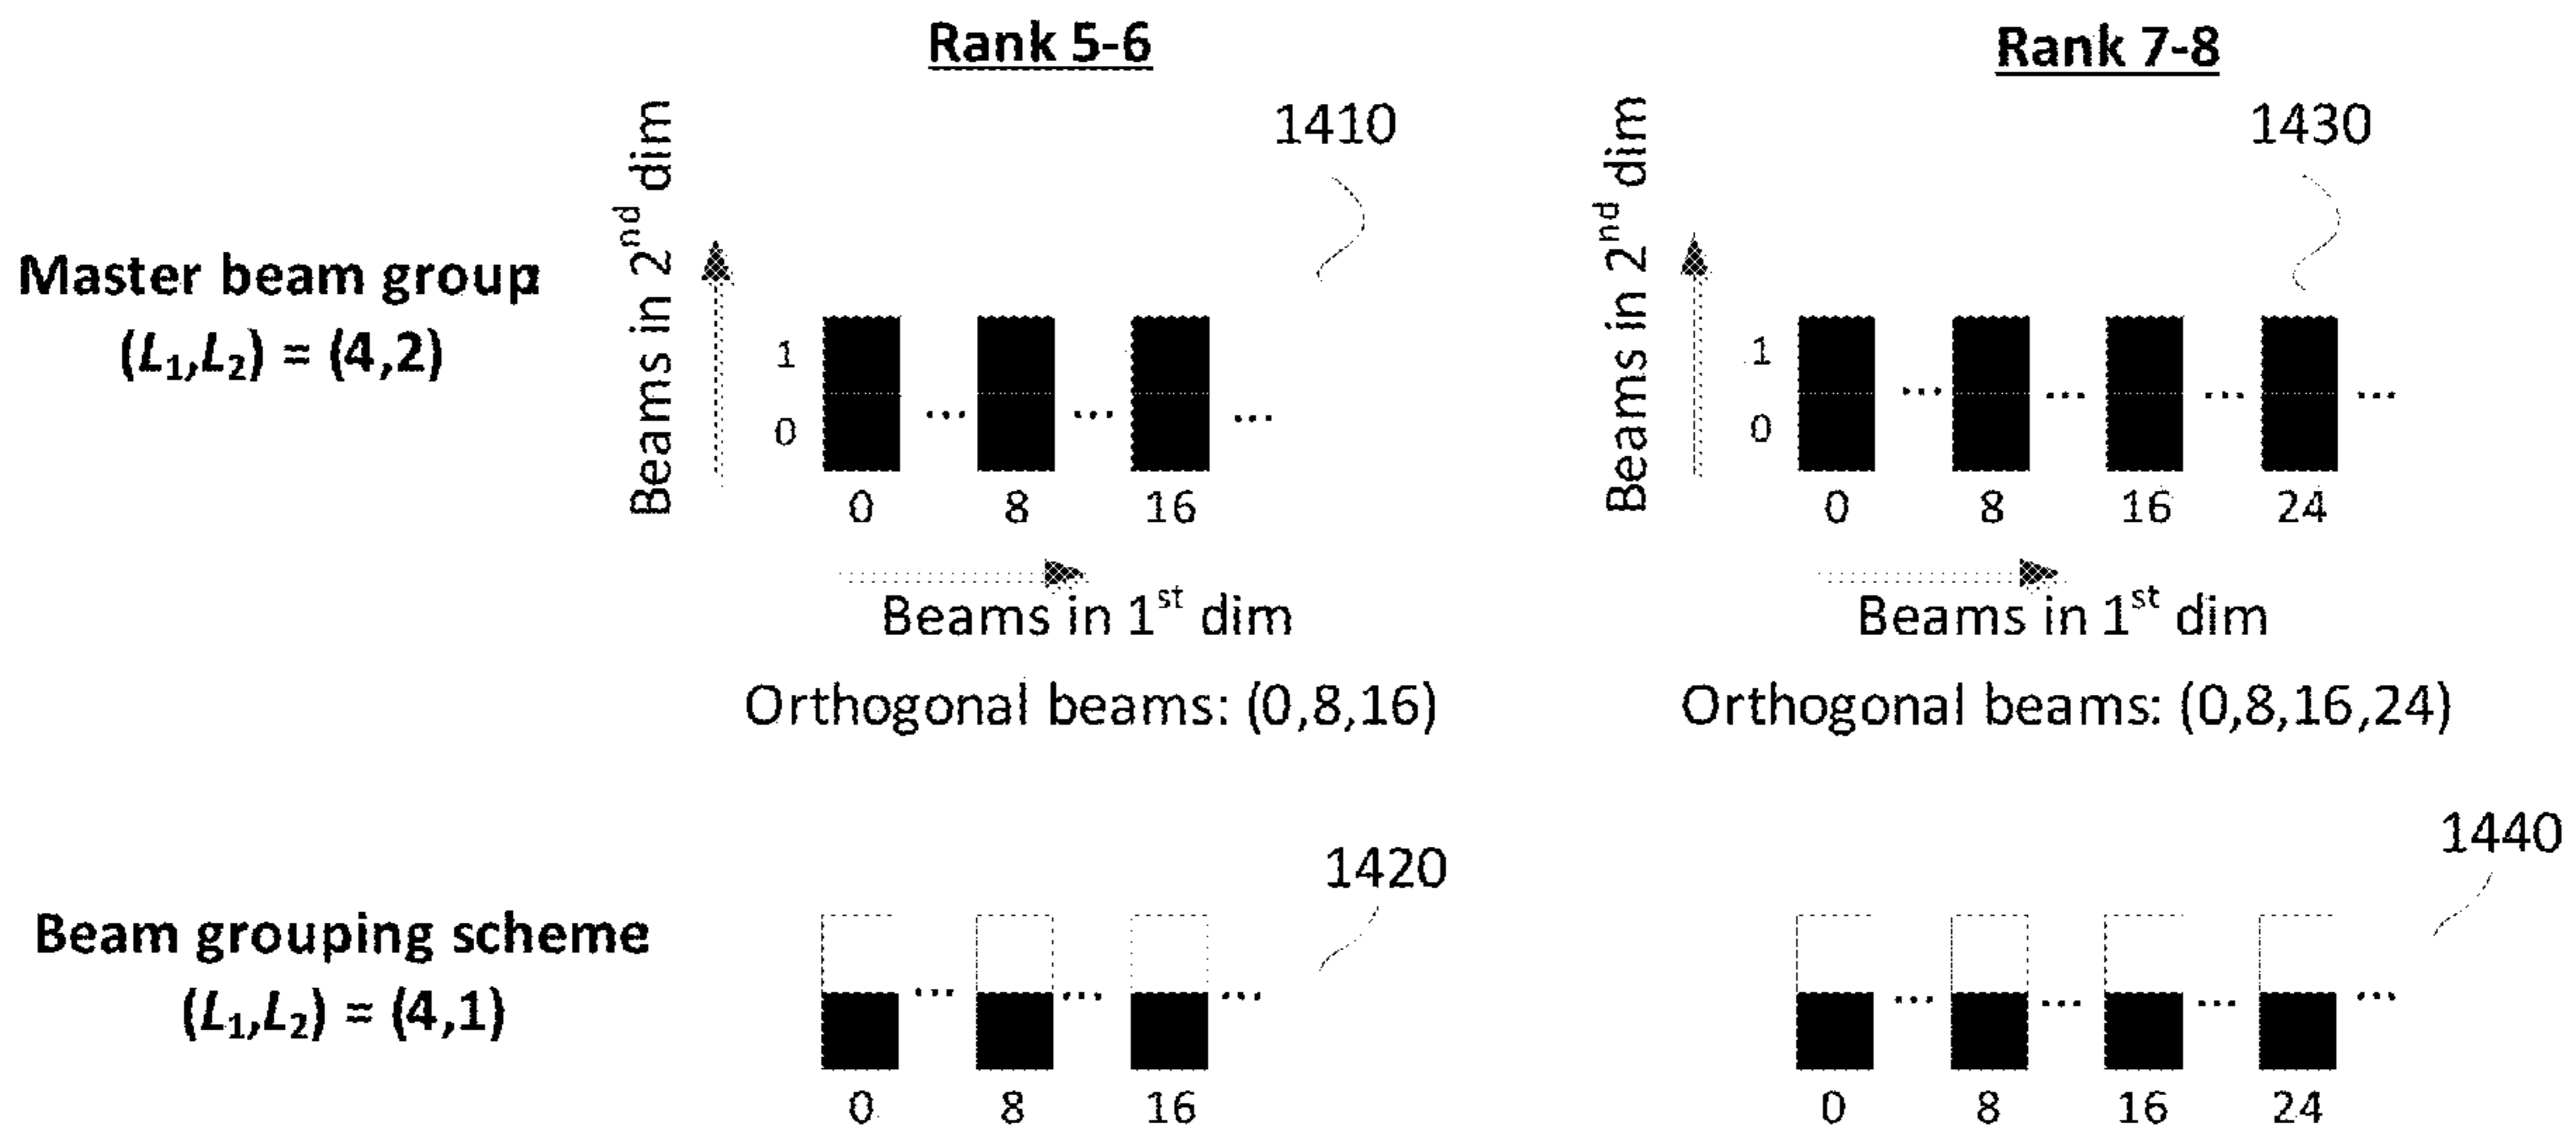 Rank 5-6
Rank 7-8
1410
1430
Master beam group
(L₁,L₂) = (4,2)
Beams in 2ⁿᵈ dim
1
0
... ... ...
0 8 16
Beams in 1ˢᵗ dim
Orthogonal beams: (0,8,16)
Beams in 2ⁿᵈ dim
1
0
... ... ... ...
0 8 16 24
Beams in 1ˢᵗ dim
Orthogonal beams: (0,8,16,24)
1420
1440
Beam grouping scheme
(L₁,L₂) = (4,1)
... ... ...
0 8 16
... ... ... ...
0 8 16 24